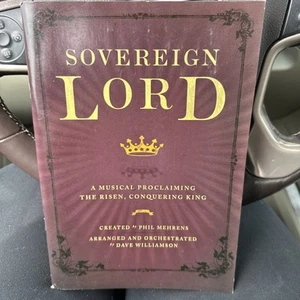 SOVEREIGN
LORD
A MUSICAL PROCLAIMING
THE RISEN, CONQUERING KING
CREATED BY PHIL MEHRENS
ARRANGED AND ORCHESTRATED
BY DAVE WILLIAMSON